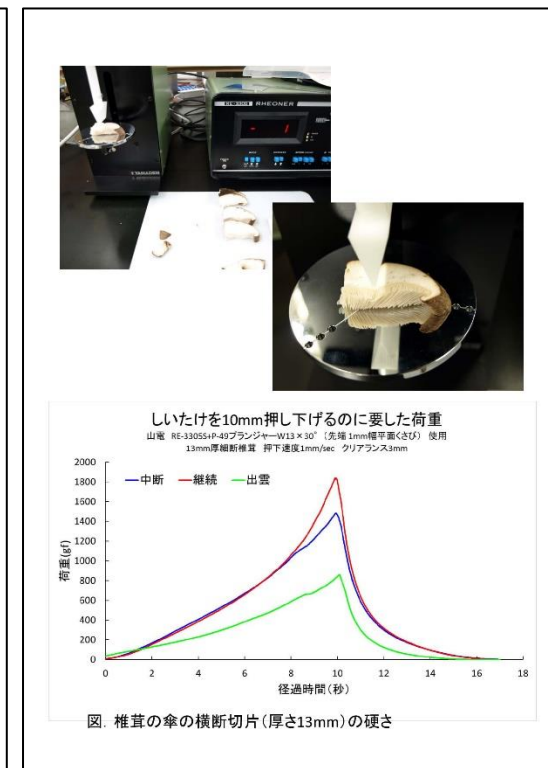 RHEONER
- 1
YAMADEN
しいたけを10mm押し下げるのに要した荷重
山電 RE-3305S+P-49プランジャーW13×30°(先端 1mm幅平面くさび) 使用
13mm厚細断椎茸 押下速度1mm/sec クリアランス3mm
荷重(gf)
2000
1800
1600
1400
1200
1000
800
600
400
200
0
中断 継続 出雲
0 2 4 6 8 10 12 14 16 18
経過時間(秒)
図. 椎茸の傘の横断切片(厚さ13mm)の硬さ